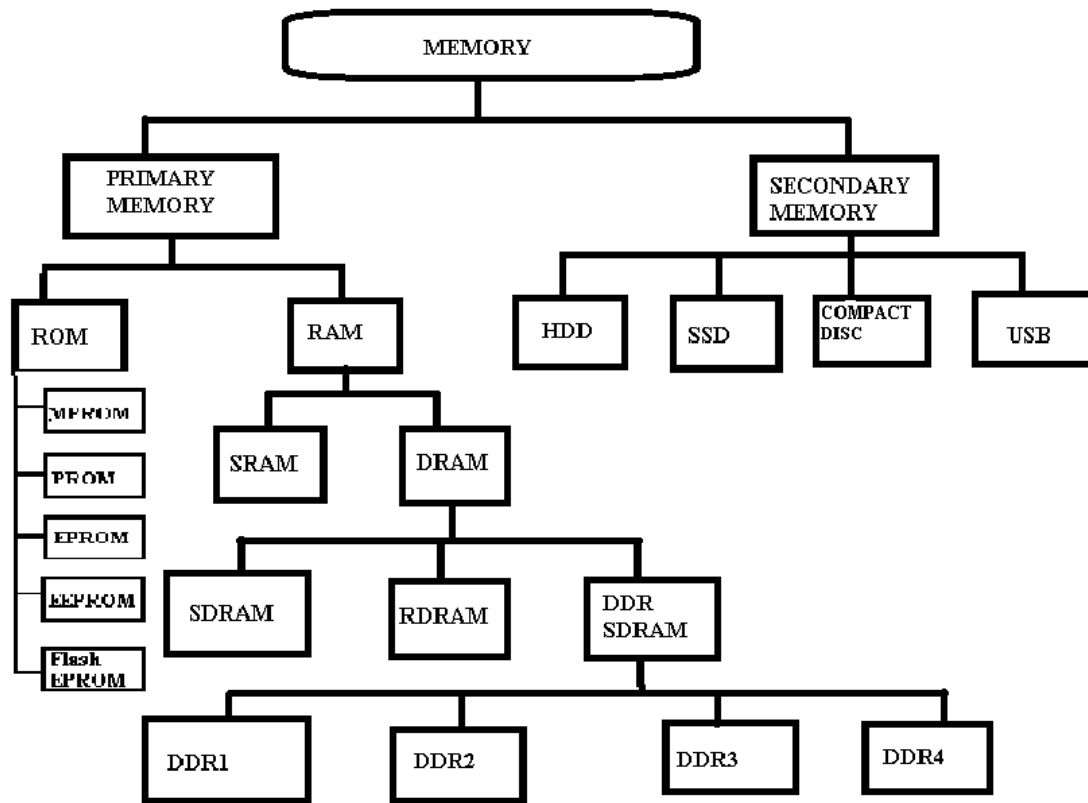 MEMORY
PRIMARY
MEMORY
SECONDARY
MEMORY
ROM
RAM
HDD
SSD
COMPACT
DISC
USB
MPROM
PROM
EPROM
EEPROM
Flash
EPROM
SRAM
DRAM
SDRAM
RDRAM
DDR
SDRAM
DDR1
DDR2
DDR3
DDR4